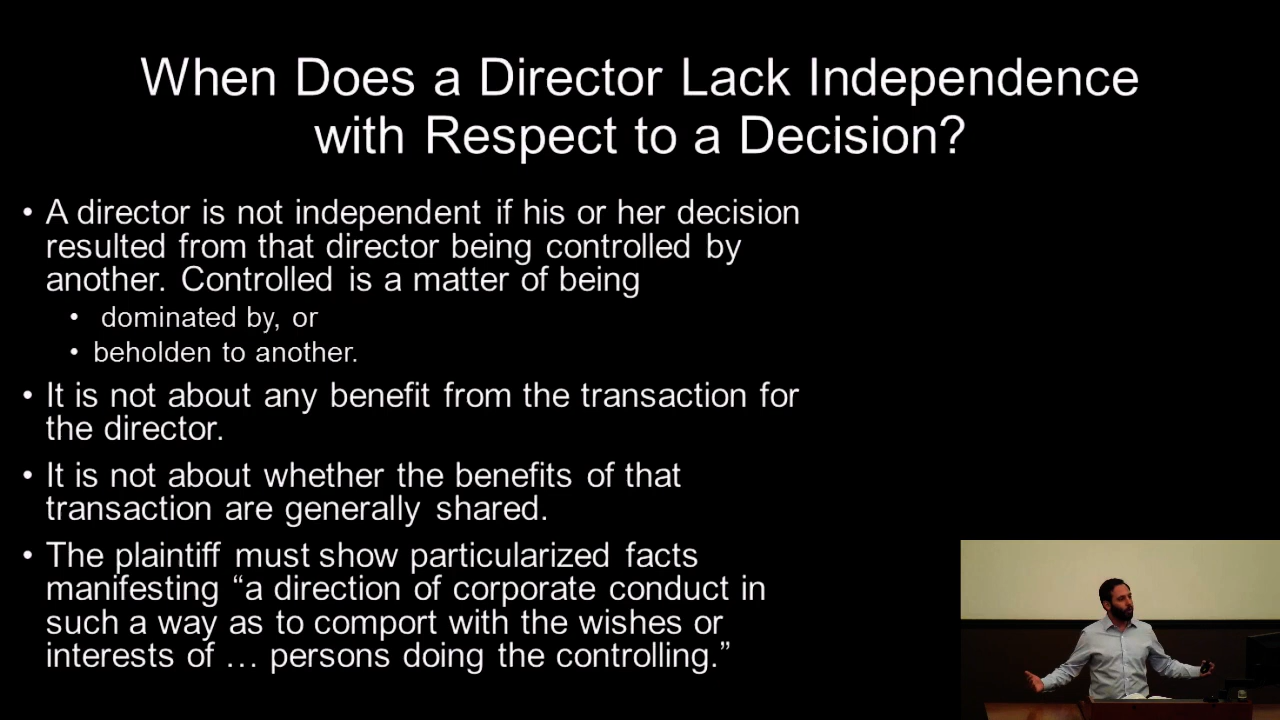 When Does a Director Lack Independence
with Respect to a Decision?
• A director is not independent if his or her decision
resulted from that director being controlled by
another. Controlled is a matter of being
• dominated by, or
• beholden to another.
• It is not about any benefit from the transaction for
the director.
• It is not about whether the benefits of that
transaction are generally shared.
• The plaintiff must show particularized facts
manifesting “a direction of corporate conduct in
such a way as to comport with the wishes or
interests of … persons doing the controlling.”